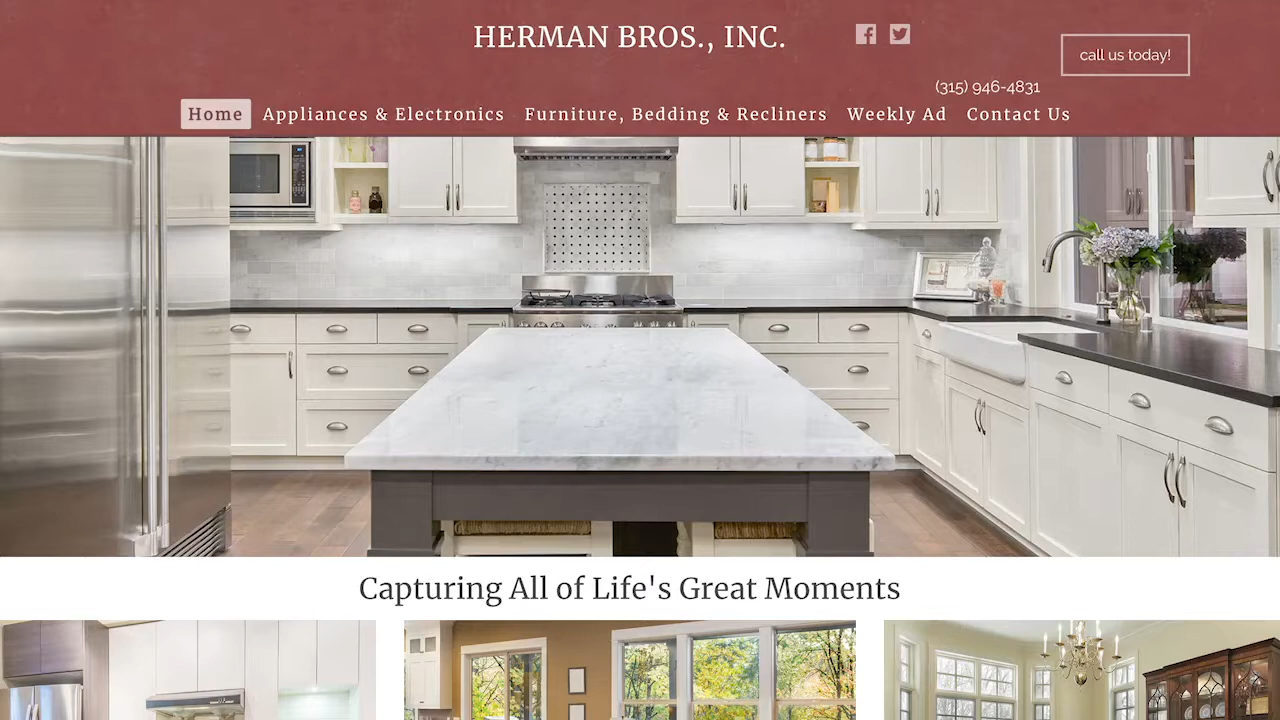 HERMAN BROS., INC.
call us today!
(315) 946-4831
Home Appliances & Electronics Furniture, Bedding & Recliners Weekly Ad Contact Us
Capturing All of Life's Great Moments